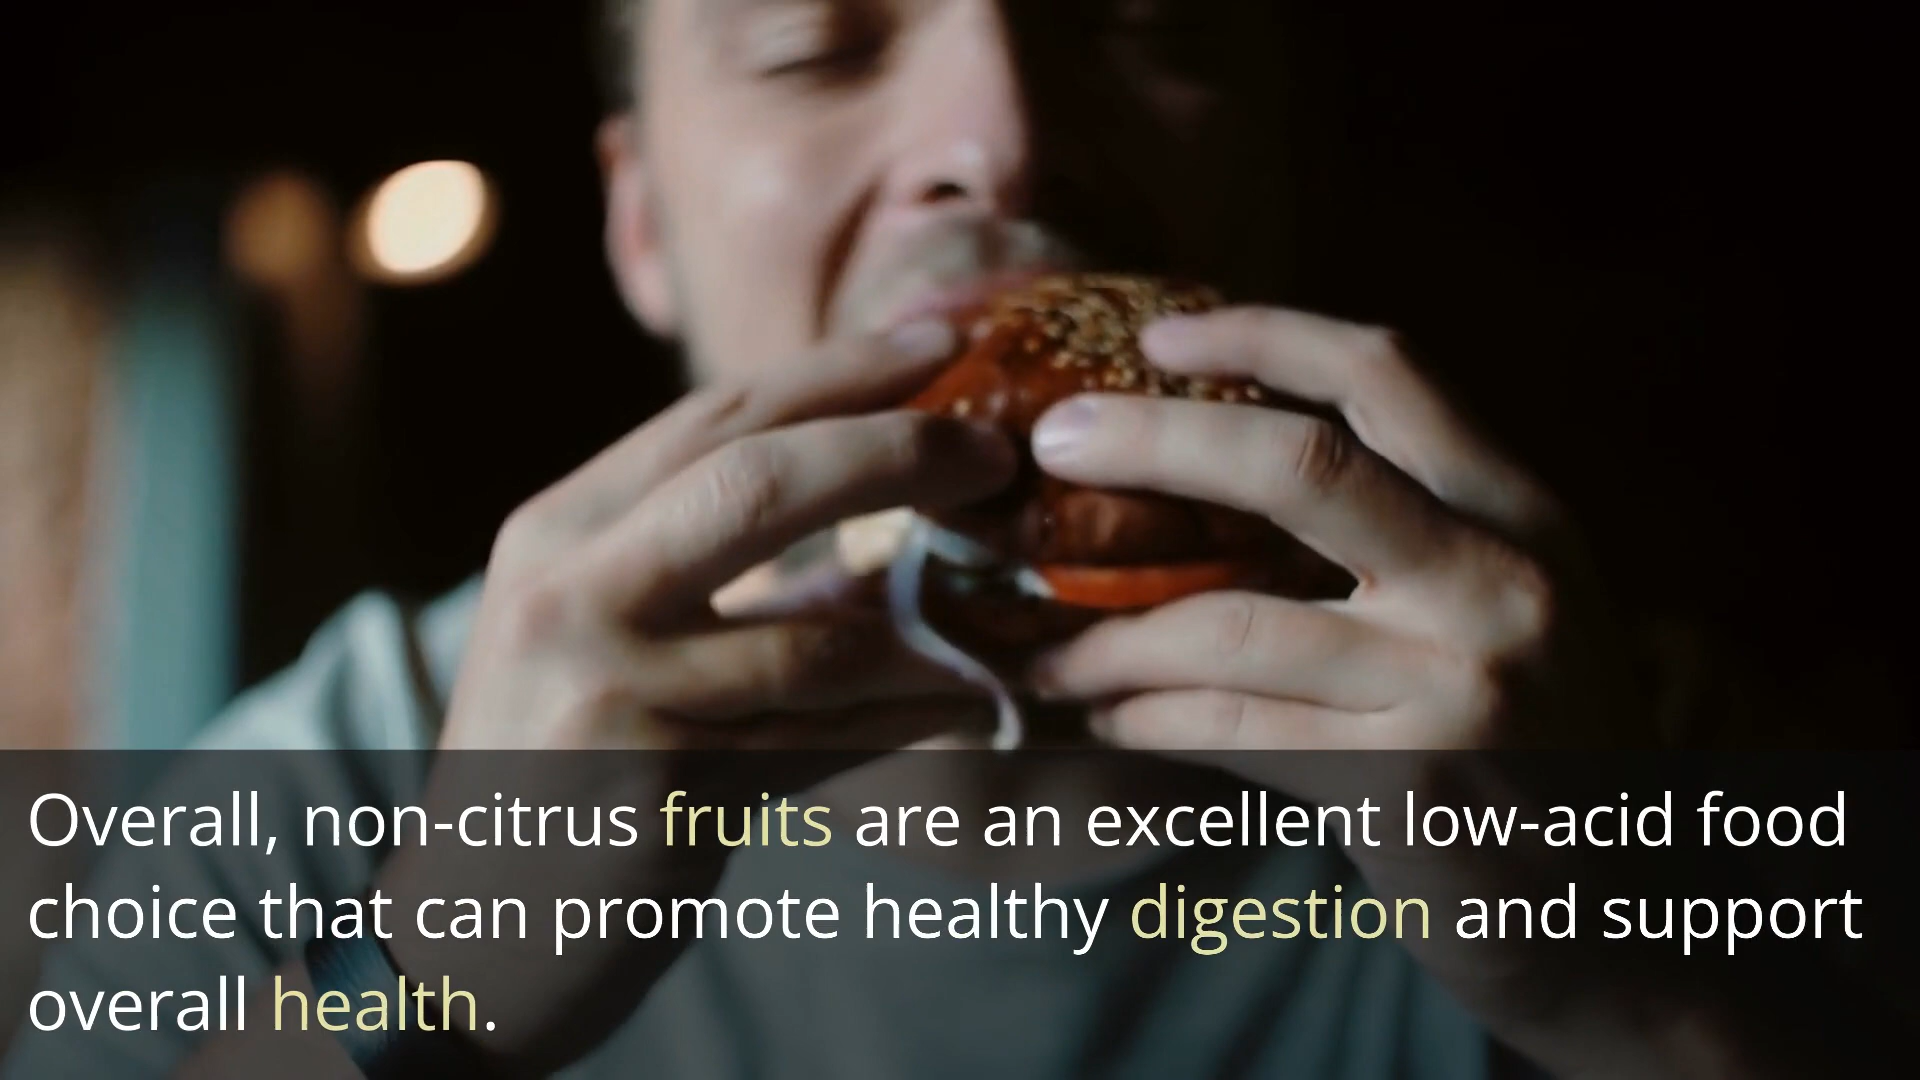 Overall, non-citrus fruits are an excellent low-acid food
choice that can promote healthy digestion and support
overall health.